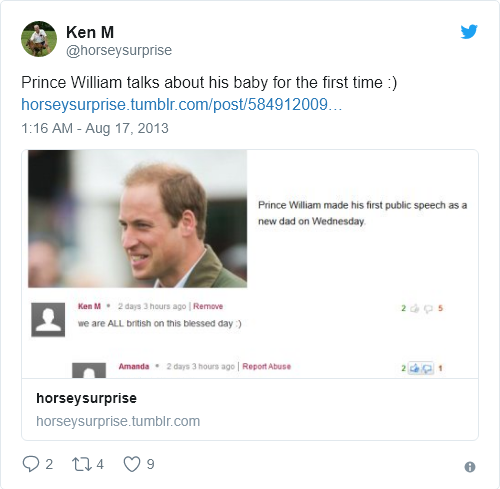 Ken M
@horseysurprise
Prince William talks about his baby for the first time :)
horseysurprise.tumblr.com/post/584912009…
1:16 AM - Aug 17, 2013
Prince William made his first public speech as a
new dad on Wednesday.
Ken M • 2 days 3 hours ago | Remove
2 5
we are ALL british on this blessed day :)
Amanda • 2 days 3 hours ago | Report Abuse
2 1
horseysurprise
horseysurprise.tumblr.com
2 4 9